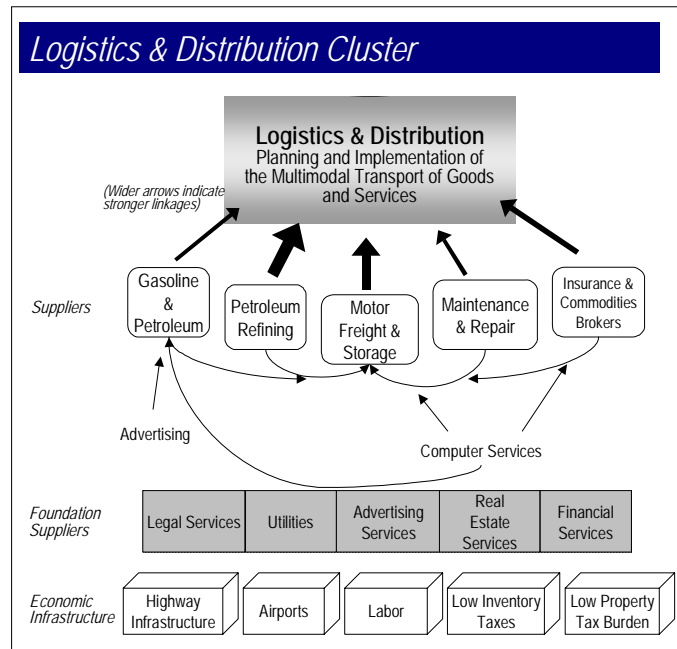 Logistics & Distribution Cluster
Logistics & Distribution
Planning and Implementation of
the Multimodal Transport of Goods
and Services
(Wider arrows indicate
stronger linkages)
Suppliers
Gasoline
&
Petroleum
Petroleum
Refining
Motor
Freight &
Storage
Maintenance
& Repair
Insurance &
Commodities
Brokers
Advertising
Computer Services
Foundation
Suppliers
Legal Services
Utilities
Advertising
Services
Real
Estate
Services
Financial
Services
Economic
Infrastructure
Highway
Infrastructure
Airports
Labor
Low Inventory
Taxes
Low Property
Tax Burden